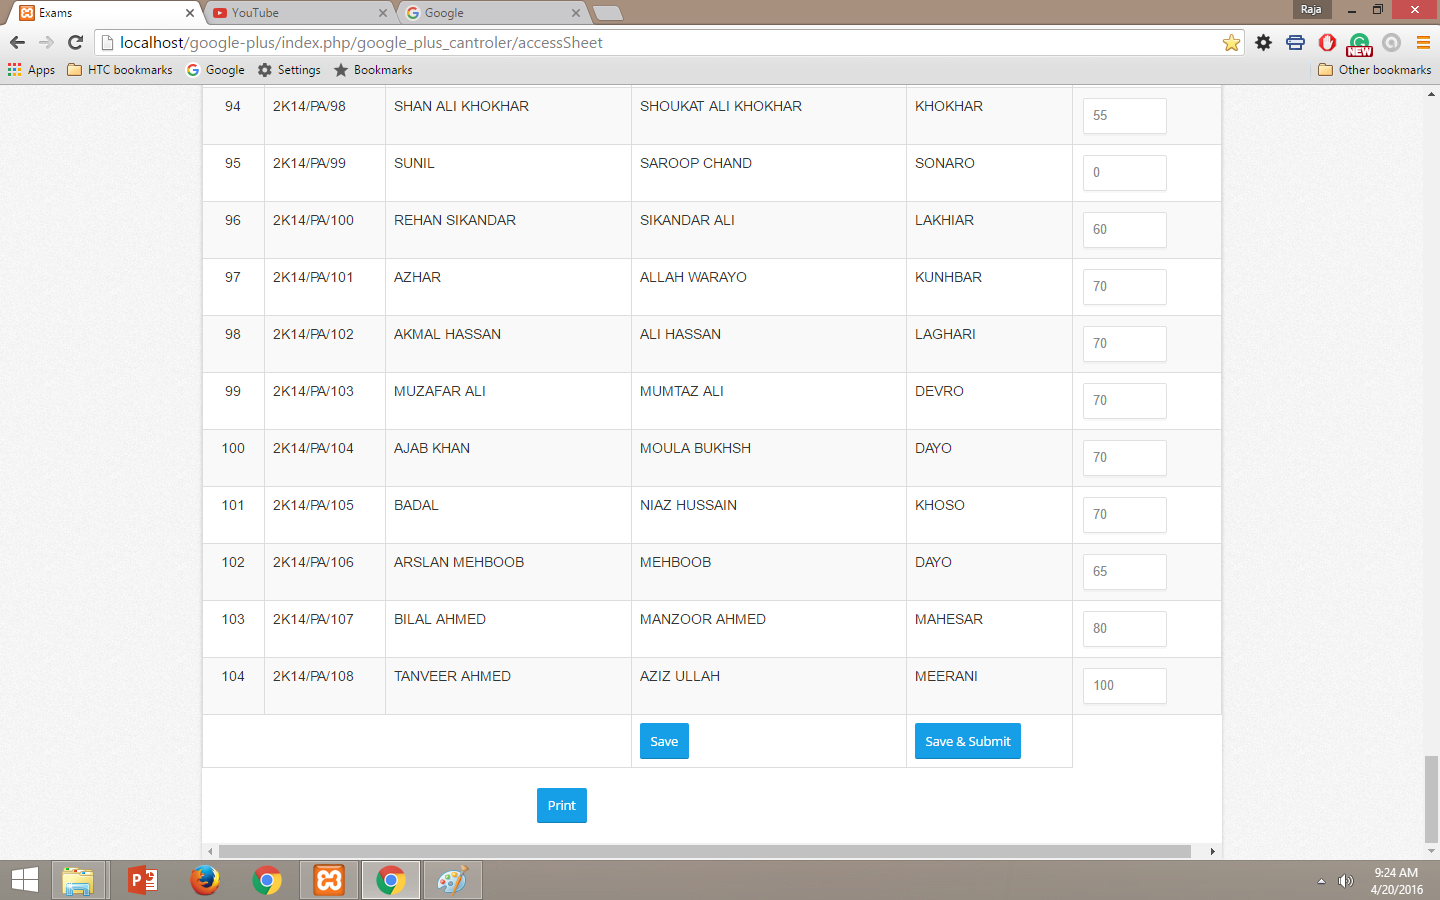 Exams YouTube Google Raja
localhost/google-plus/index.php/google_plus_cantroler/accessSheet NEW
Apps HTC bookmarks Google Settings Bookmarks Other bookmarks
94 2K14/PA/98 SHAN ALI KHOKHAR SHOUKAT ALI KHOKHAR KHOKHAR 55
95 2K14/PA/99 SUNIL SAROOP CHAND SONARO 0
96 2K14/PA/100 REHAN SIKANDAR SIKANDAR ALI LAKHIAR 60
97 2K14/PA/101 AZHAR ALLAH WARAYO KUNHBAR 70
98 2K14/PA/102 AKMAL HASSAN ALI HASSAN LAGHARI 70
99 2K14/PA/103 MUZAFAR ALI MUMTAZ ALI DEVRO 70
100 2K14/PA/104 AJAB KHAN MOULA BUKHSH DAYO 70
101 2K14/PA/105 BADAL NIAZ HUSSAIN KHOSO 70
102 2K14/PA/106 ARSLAN MEHBOOB MEHBOOB DAYO 65
103 2K14/PA/107 BILAL AHMED MANZOOR AHMED MAHESAR 80
104 2K14/PA/108 TANVEER AHMED AZIZ ULLAH MEERANI 100
Save Save & Submit
Print
9:24 AM
4/20/2016